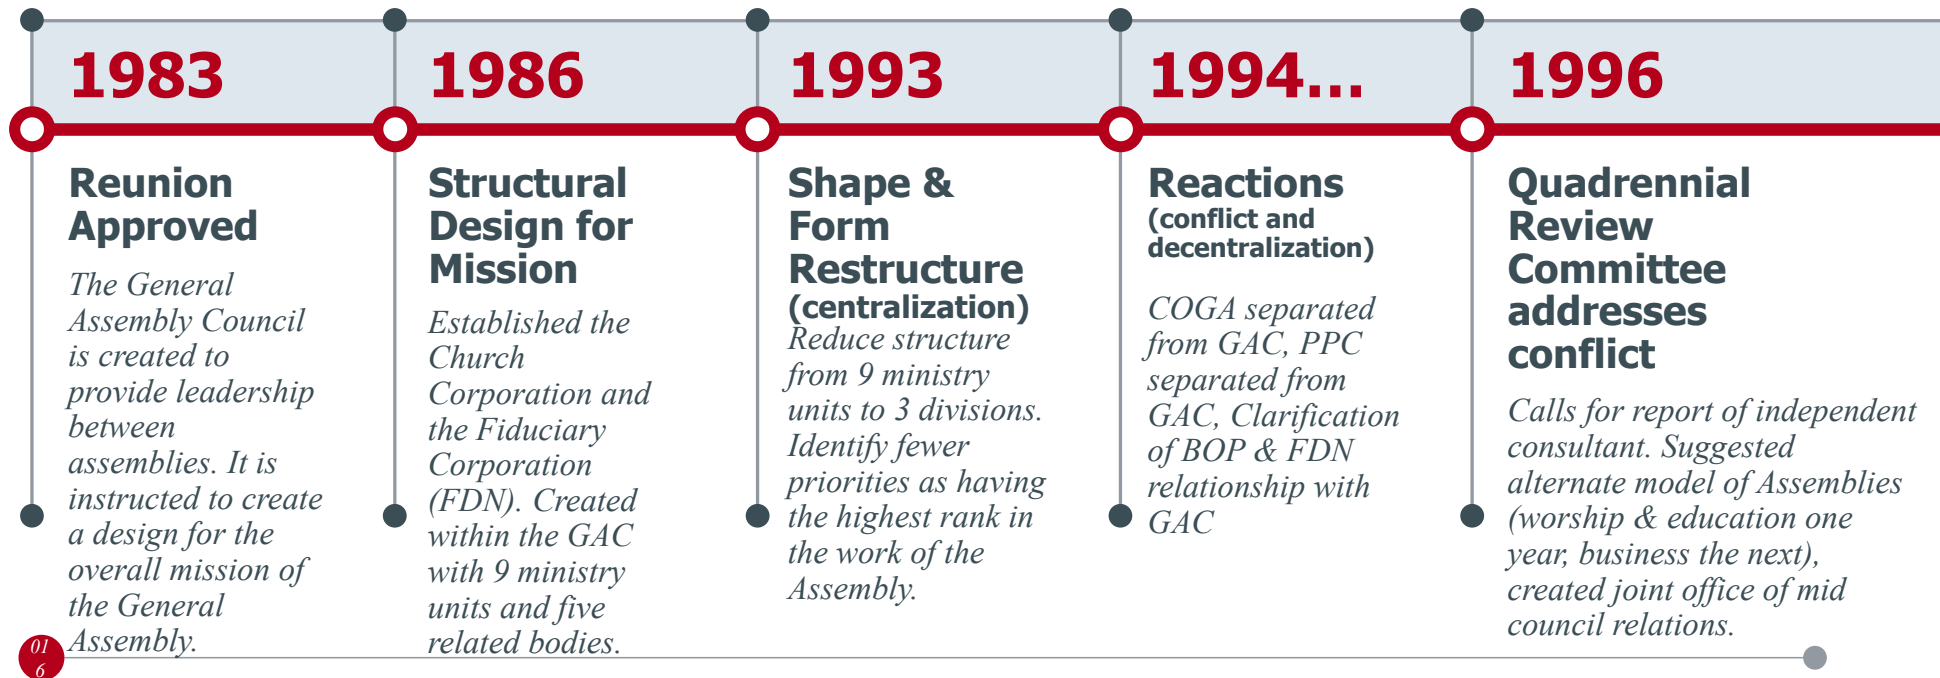 1983
Reunion
Approved
The General
Assembly Council
is created to
provide leadership
between
assemblies. It is
instructed to create
a design for the
overall mission of
the General
Assembly.
1986
Structural
Design for
Mission
Established the
Church
Corporation and
the Fiduciary
Corporation
(FDN). Created
within the GAC
with 9 ministry
units and five
related bodies.
1993
Shape &
Form
Restructure
(centralization)
Reduce structure
from 9 ministry
units to 3 divisions.
Identify fewer
priorities as having
the highest rank in
the work of the
Assembly.
1994...
Reactions
(conflict and
decentralization)
COGA separated
from GAC, PPC
separated from
GAC, Clarification
of BOP & FDN
relationship with
GAC
1996
Quadrennial
Review
Committee
addresses
conflict
Calls for report of independent
consultant. Suggested
alternate model of Assemblies
(worship & education one
year, business the next),
created joint office of mid
council relations.
01
6